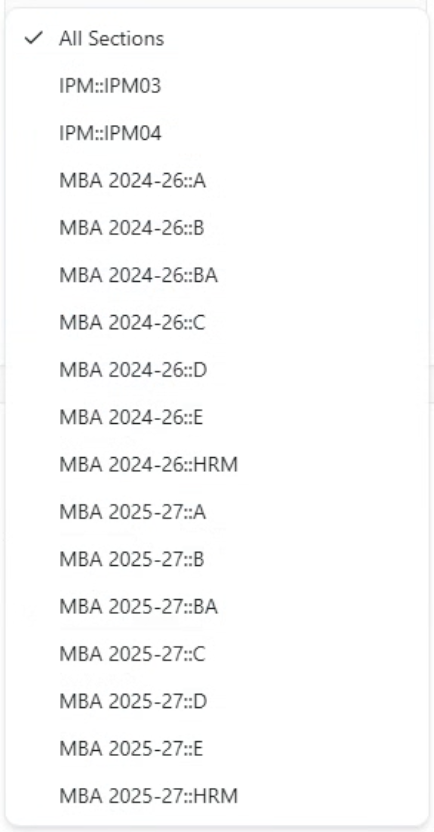 All Sections
IPM::IPM03
IPM::IPM04
MBA 2024-26::A
MBA 2024-26::B
MBA 2024-26::BA
MBA 2024-26::C
MBA 2024-26::D
MBA 2024-26::E
MBA 2024-26::HRM
MBA 2025-27::A
MBA 2025-27::B
MBA 2025-27::BA
MBA 2025-27::C
MBA 2025-27::D
MBA 2025-27::E
MBA 2025-27::HRM